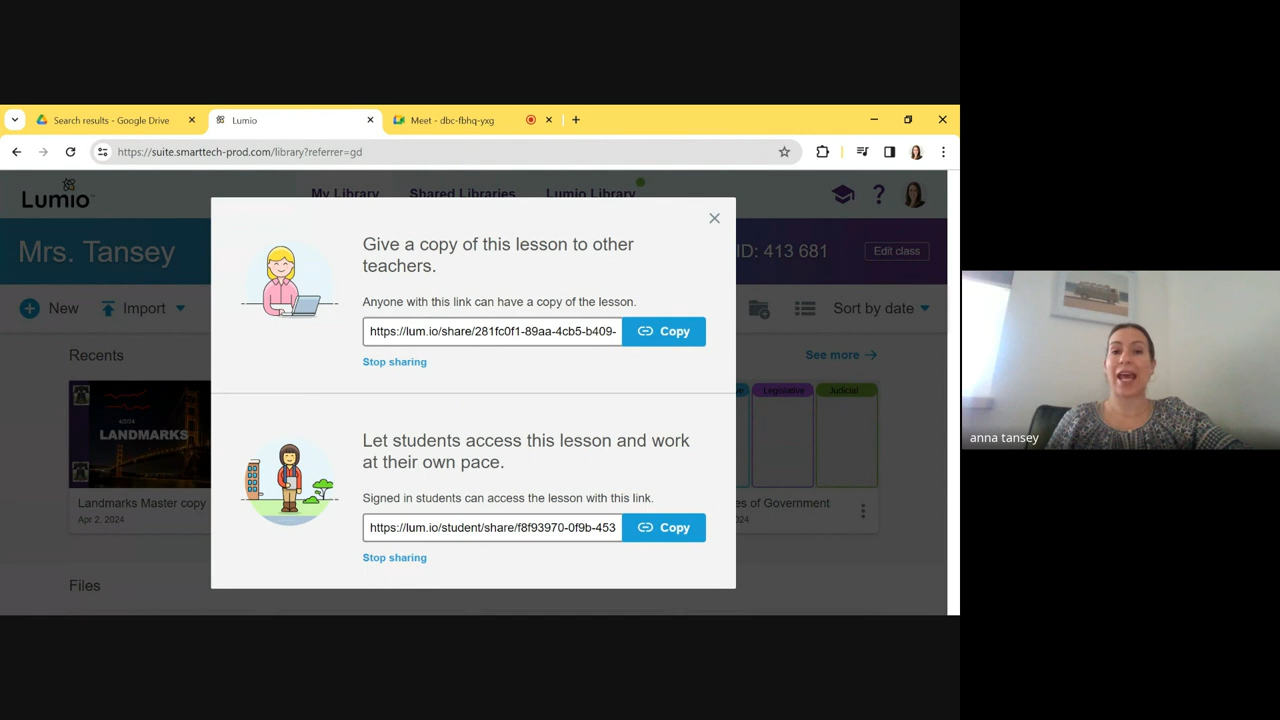 Search results - Google Drive
Lumio
Meet - dbc-fbhq-yxg
https://suite.smarttech-prod.com/library?referrer=gd
Lumio
My Library
Shared Libraries
Lumio Library
Mrs. Tansey
ID: 413 681
Edit class
New
Import
Sort by date
Recents
See more
Give a copy of this lesson to other
teachers.
Anyone with this link can have a copy of the lesson.
https://lum.io/share/281fc0f1-89aa-4cb5-b409-
Copy
Stop sharing
Let students access this lesson and work
at their own pace.
Signed in students can access the lesson with this link.
https://lum.io/student/share/f8f93970-0f9b-453
Copy
Stop sharing
LANDMARKS
Landmarks Master copy
Apr 2, 2024
Legislative
Judicial
es of Government
024
Files
anna tansey